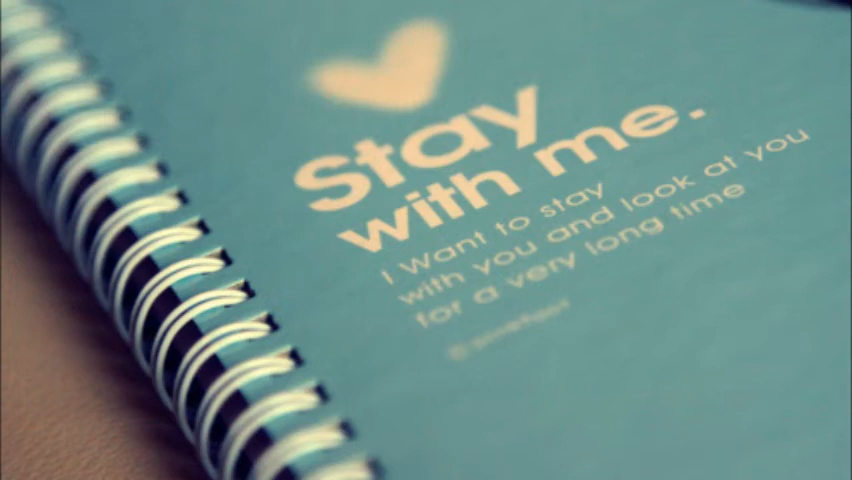 Stay
with me.
I Want to stay
with you and look at you
for a very long time